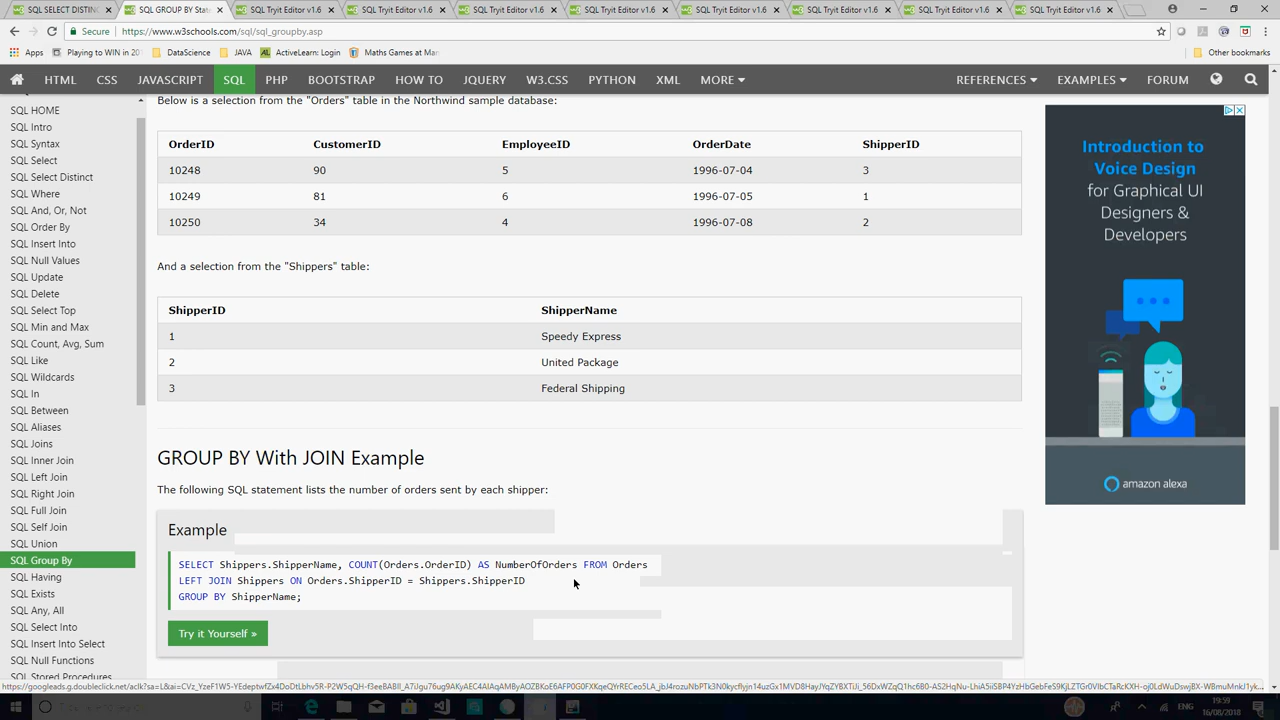 SQL SELECT DISTINC
SQL GROUP BY Stat
SQL Tryit Editor v1.6
SQL Tryit Editor v1.6
SQL Tryit Editor v1.6
SQL Tryit Editor v1.6
SQL Tryit Editor v1.6
SQL Tryit Editor v1.6
SQL Tryit Editor v1.6
SQL Tryit Editor v1.6
Secure https://www.w3schools.com/sql/sql_groupby.asp
Apps Playing to WIN in 20 DataScience JAVA ActiveLearn: Login Maths Games at Mar Other bookmarks
HTML CSS JAVASCRIPT SQL PHP BOOTSTRAP HOW TO JQUERY W3.CSS PYTHON XML MORE REFERENCES EXAMPLES FORUM
SQL HOME
SQL Intro
SQL Syntax
SQL Select
SQL Select Distinct
SQL Where
SQL And, Or, Not
SQL Order By
SQL Insert Into
SQL Null Values
SQL Update
SQL Delete
SQL Select Top
SQL Min and Max
SQL Count, Avg, Sum
SQL Like
SQL Wildcards
SQL In
SQL Between
SQL Aliases
SQL Joins
SQL Inner Join
SQL Left Join
SQL Right Join
SQL Full Join
SQL Self Join
SQL Union
SQL Group By
SQL Having
SQL Exists
SQL Any, All
SQL Select Into
SQL Insert Into Select
SQL Null Functions
SQL Stored Procedures
Below is a selection from the "Orders" table in the Northwind sample database:
OrderID CustomerID EmployeeID OrderDate ShipperID
10248 90 5 1996-07-04 3
10249 81 6 1996-07-05 1
10250 34 4 1996-07-08 2
And a selection from the "Shippers" table:
ShipperID ShipperName
1 Speedy Express
2 United Package
3 Federal Shipping
GROUP BY With JOIN Example
The following SQL statement lists the number of orders sent by each shipper:
Example
SELECT Shippers.ShipperName, COUNT(Orders.OrderID) AS NumberOfOrders FROM Orders
LEFT JOIN Shippers ON Orders.ShipperID = Shippers.ShipperID
GROUP BY ShipperName;
Try it Yourself »
Introduction to
Voice Design
for Graphical UI
Designers &
Developers
amazon alexa
ENG
19:59
16/08/2018